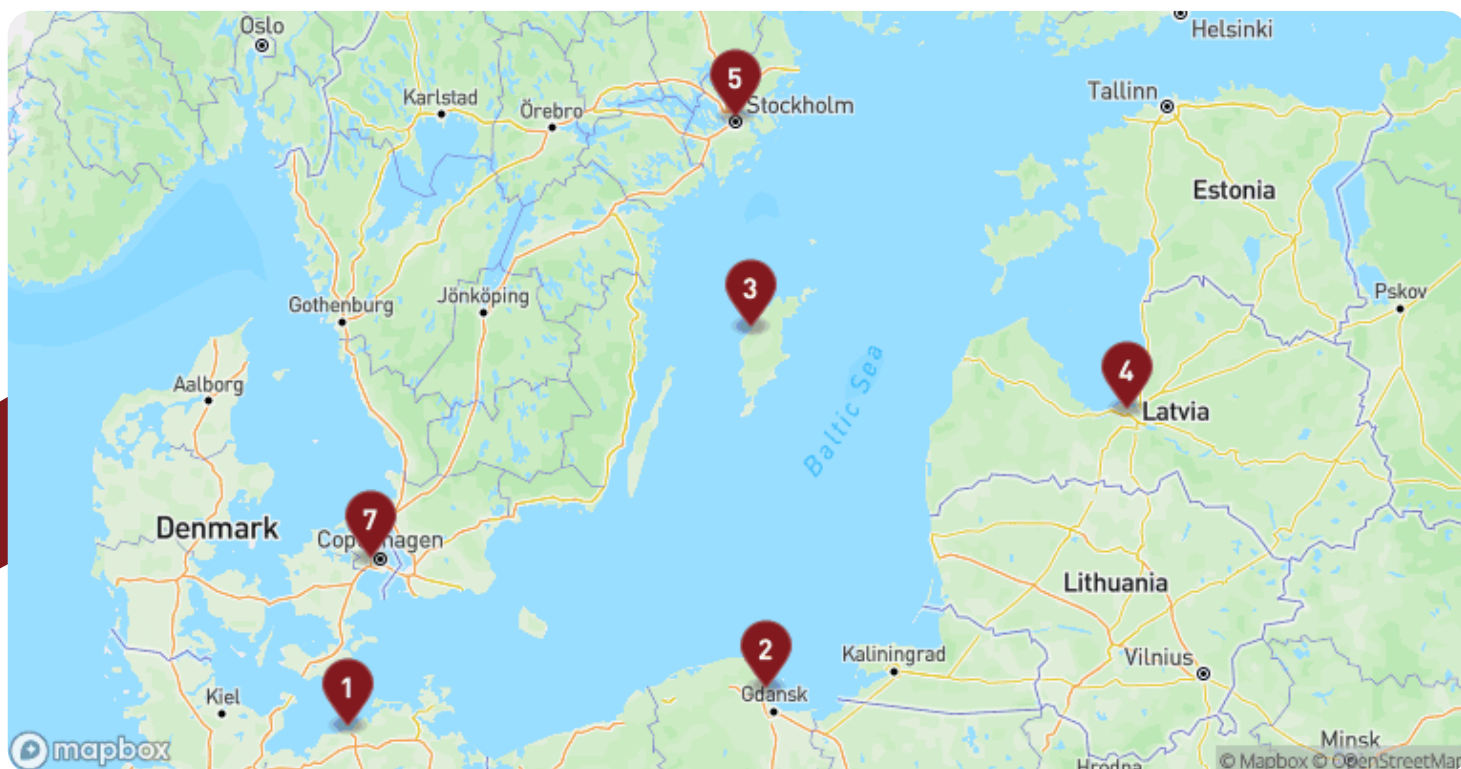 Oslo
Helsinki
5
Karlstad
Örebro
Stockholm
Tallinn
Estonia
3
Gothenburg
Jönköping
Pskov
Aalborg
4
Latvia
Baltic Sea
7
Denmark
Copenhagen
Lithuania
2
Kaliningrad
Vilnius
1
Kiel
Gdansk
mapbox
Minsk
Hrodna
© Mapbox © OpenStreetMap